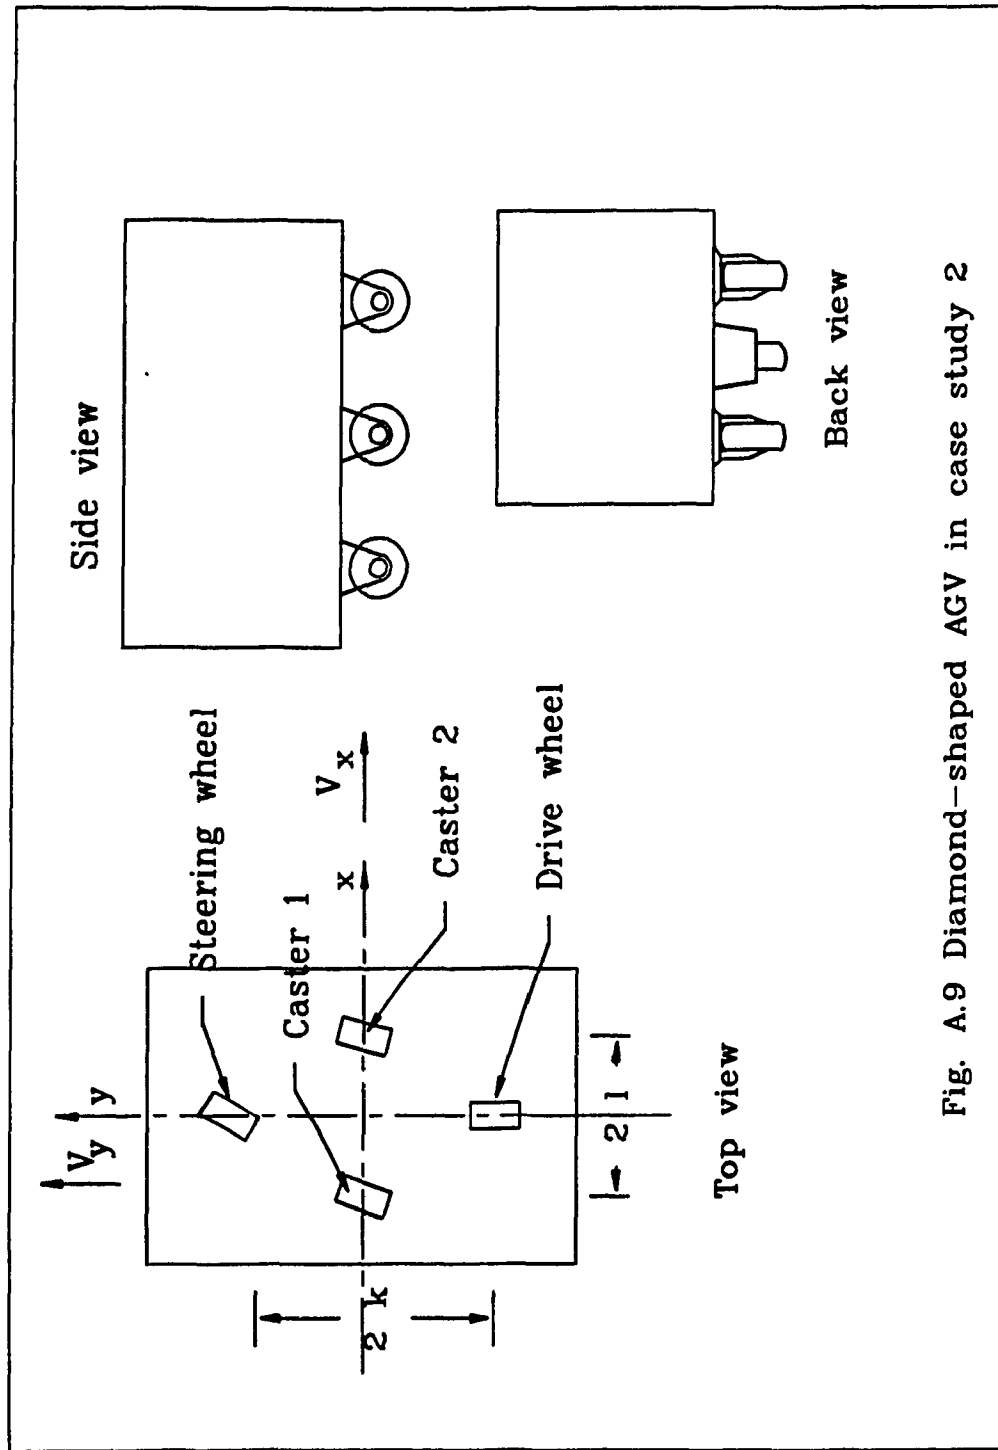 V_y
y
Steering wheel
Caster 1
x
V_x
Caster 2
Drive wheel
2 k
2 l
Top view
Side view
Back view
Fig. A.9 Diamond-shaped AGV in case study 2